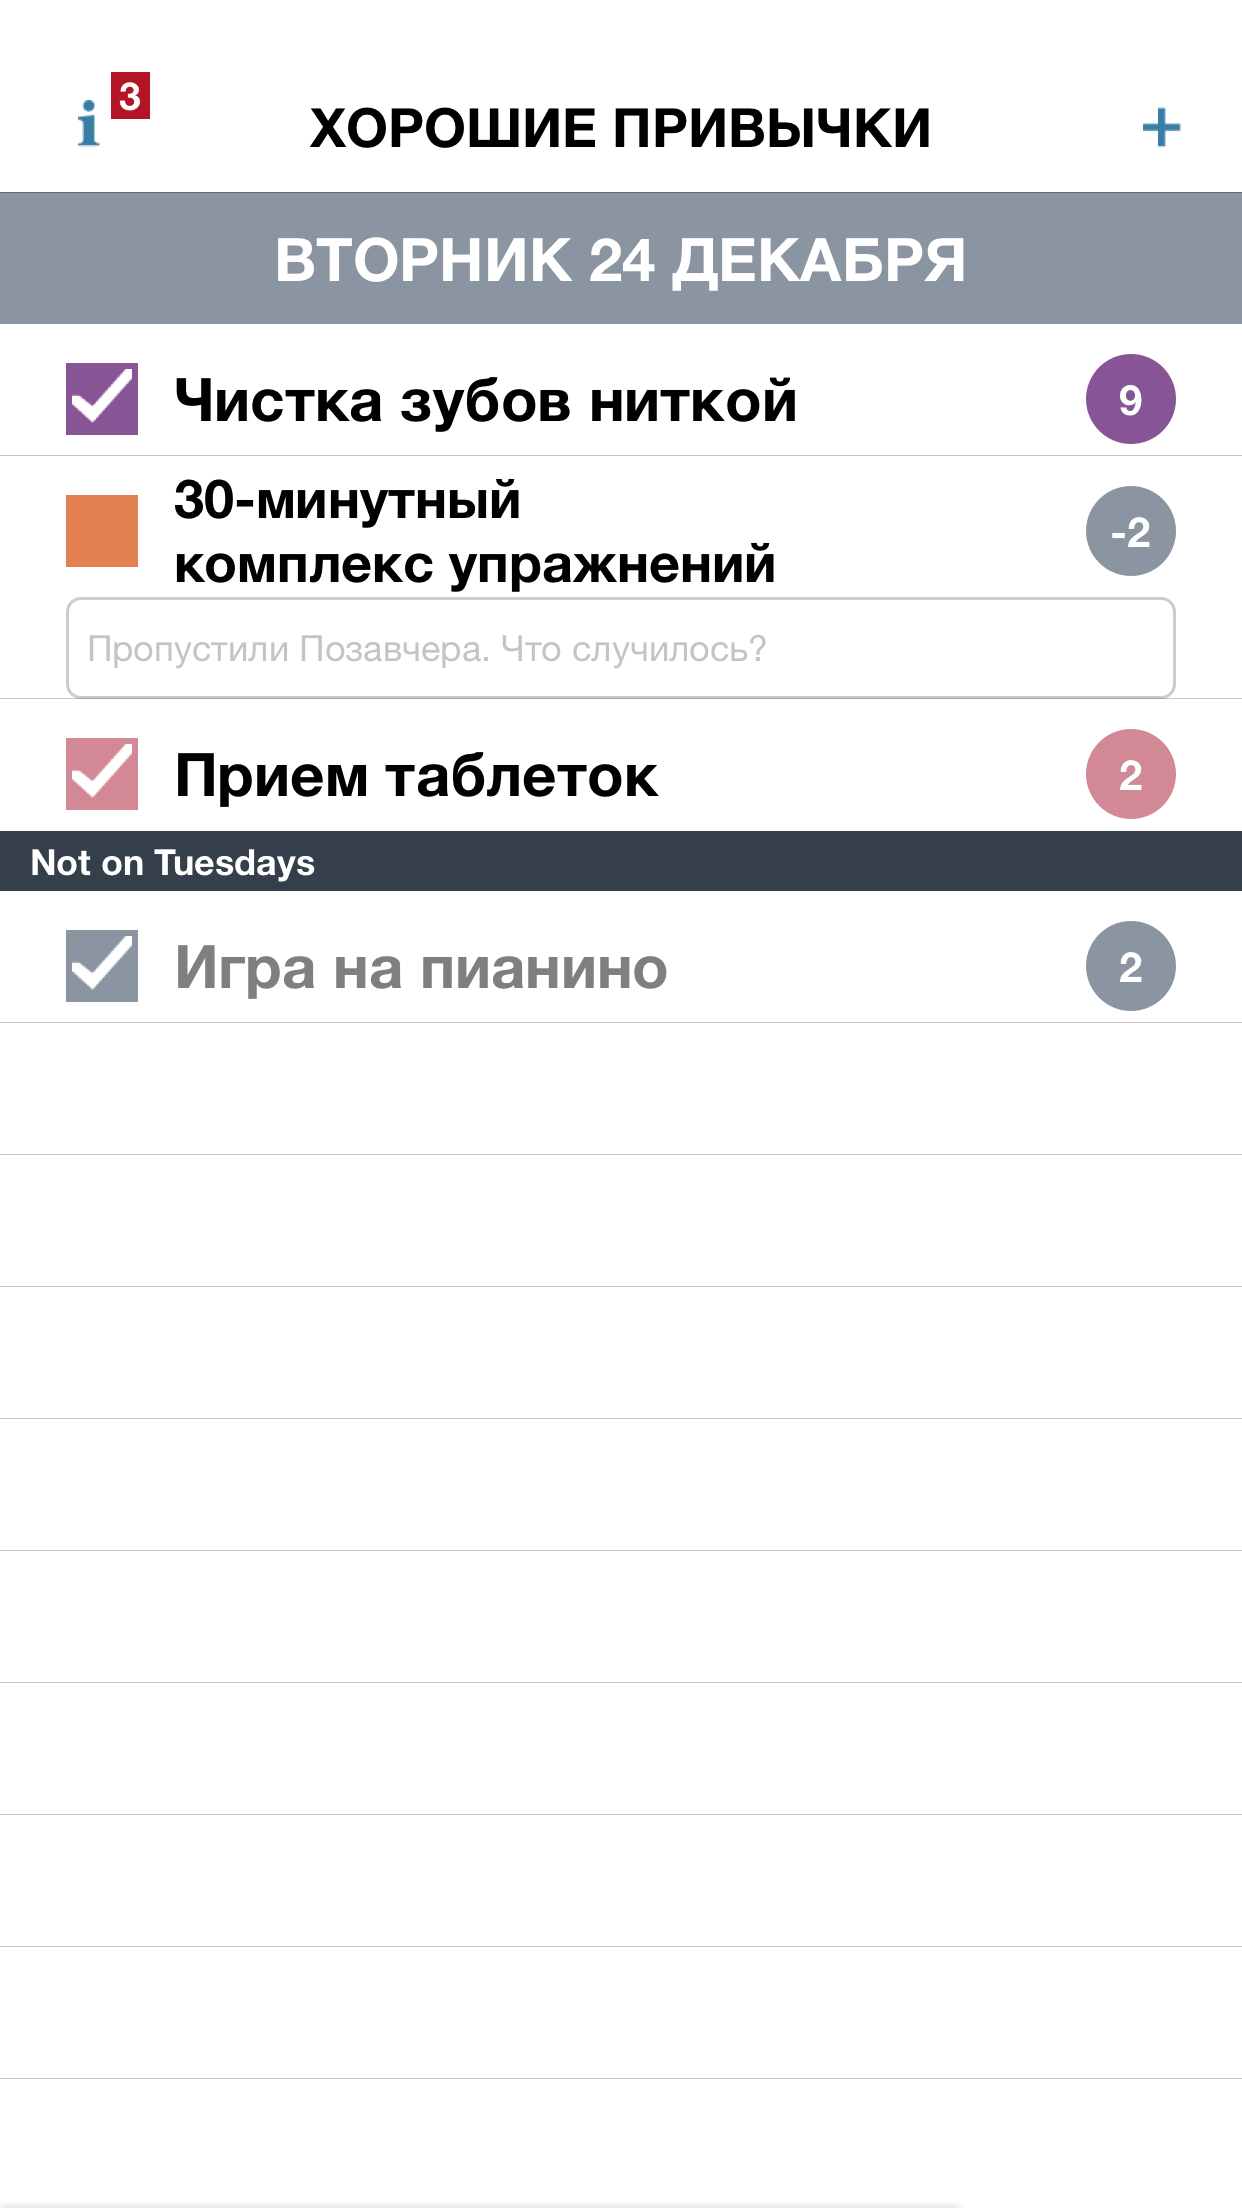 3
ХОРОШИЕ ПРИВЫЧКИ
ВТОРНИК 24 ДЕКАБРЯ
Чистка зубов ниткой 9
30-минутный
комплекс упражнений -2
Пропустили Позавчера. Что случилось?
Прием таблеток 2
Not on Tuesdays
Игра на пианино 2